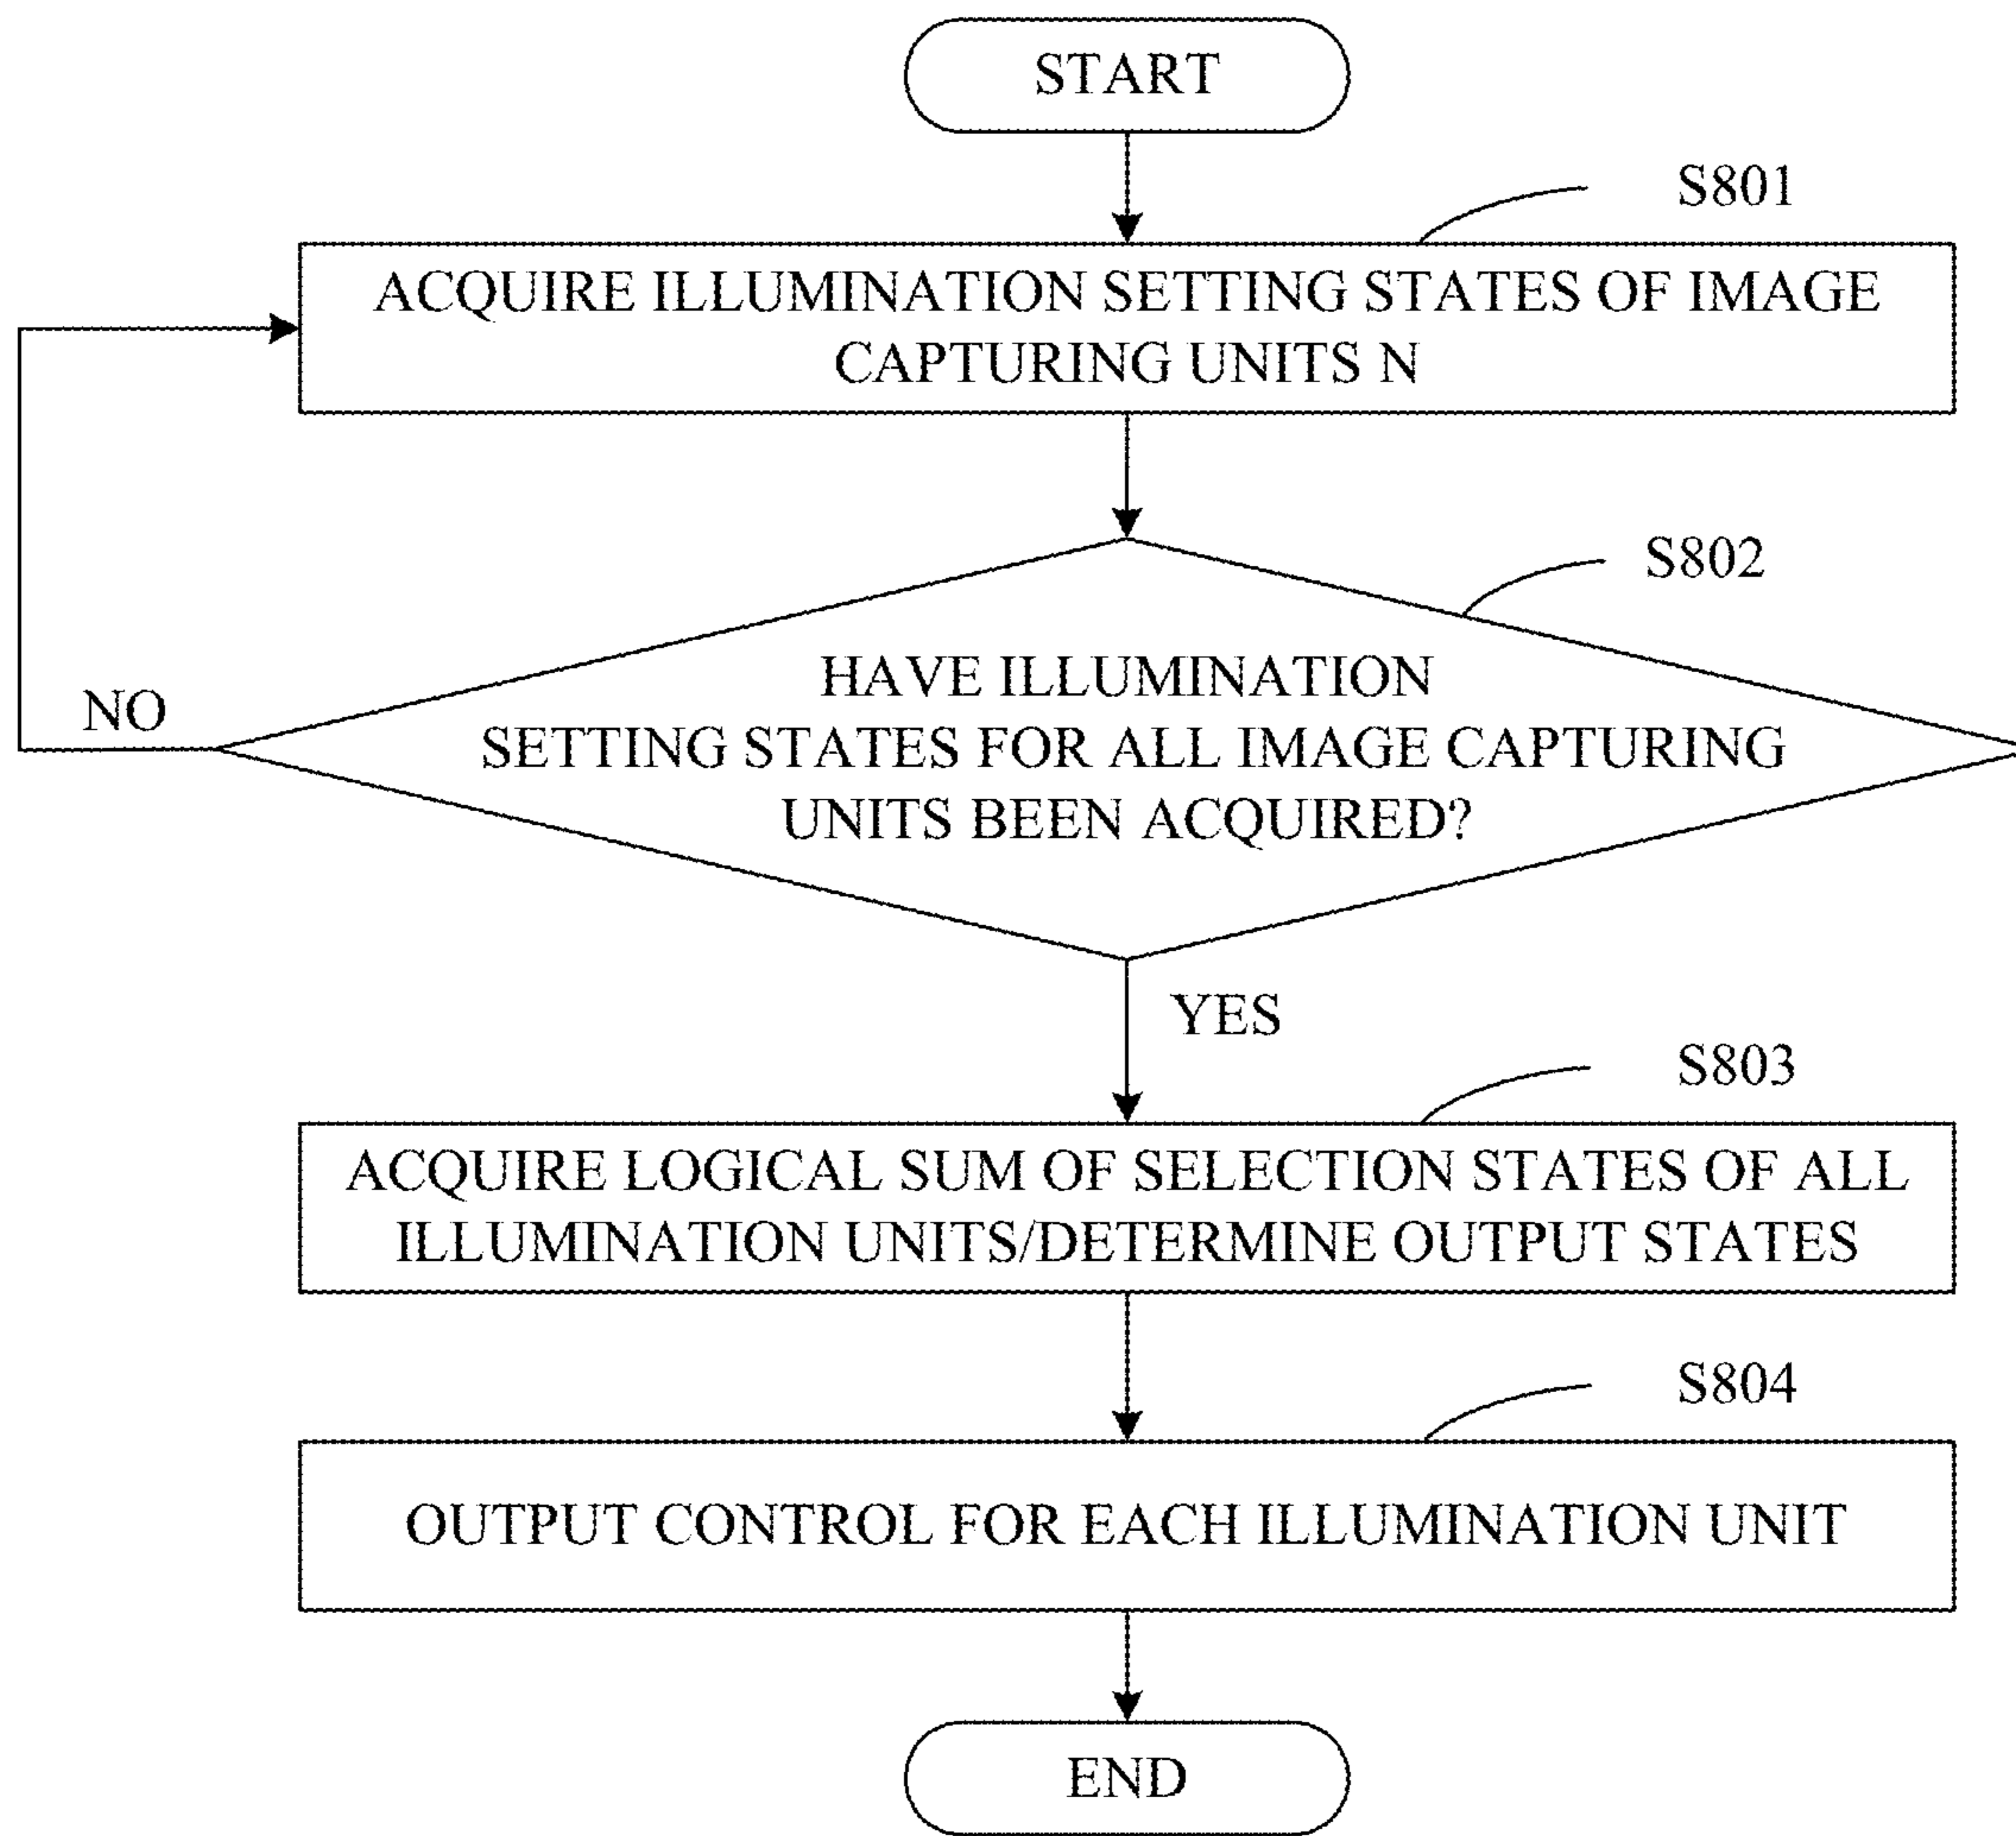 START
S801
ACQUIRE ILLUMINATION SETTING STATES OF IMAGE
CAPTURING UNITS N
S802
HAVE ILLUMINATION
SETTING STATES FOR ALL IMAGE CAPTURING
UNITS BEEN ACQUIRED?
NO
YES
S803
ACQUIRE LOGICAL SUM OF SELECTION STATES OF ALL
ILLUMINATION UNITS/DETERMINE OUTPUT STATES
S804
OUTPUT CONTROL FOR EACH ILLUMINATION UNIT
END